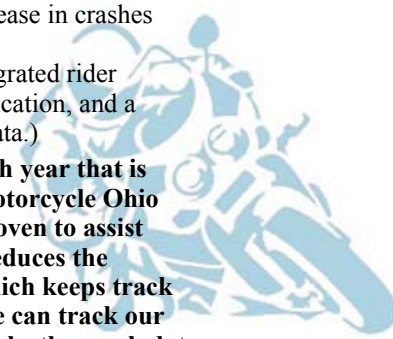 ease in crashes
grated rider
cation, and a
ata.)
h year that is
otorcycle Ohio
oven to assist
educes the
hich keeps track
e can track our